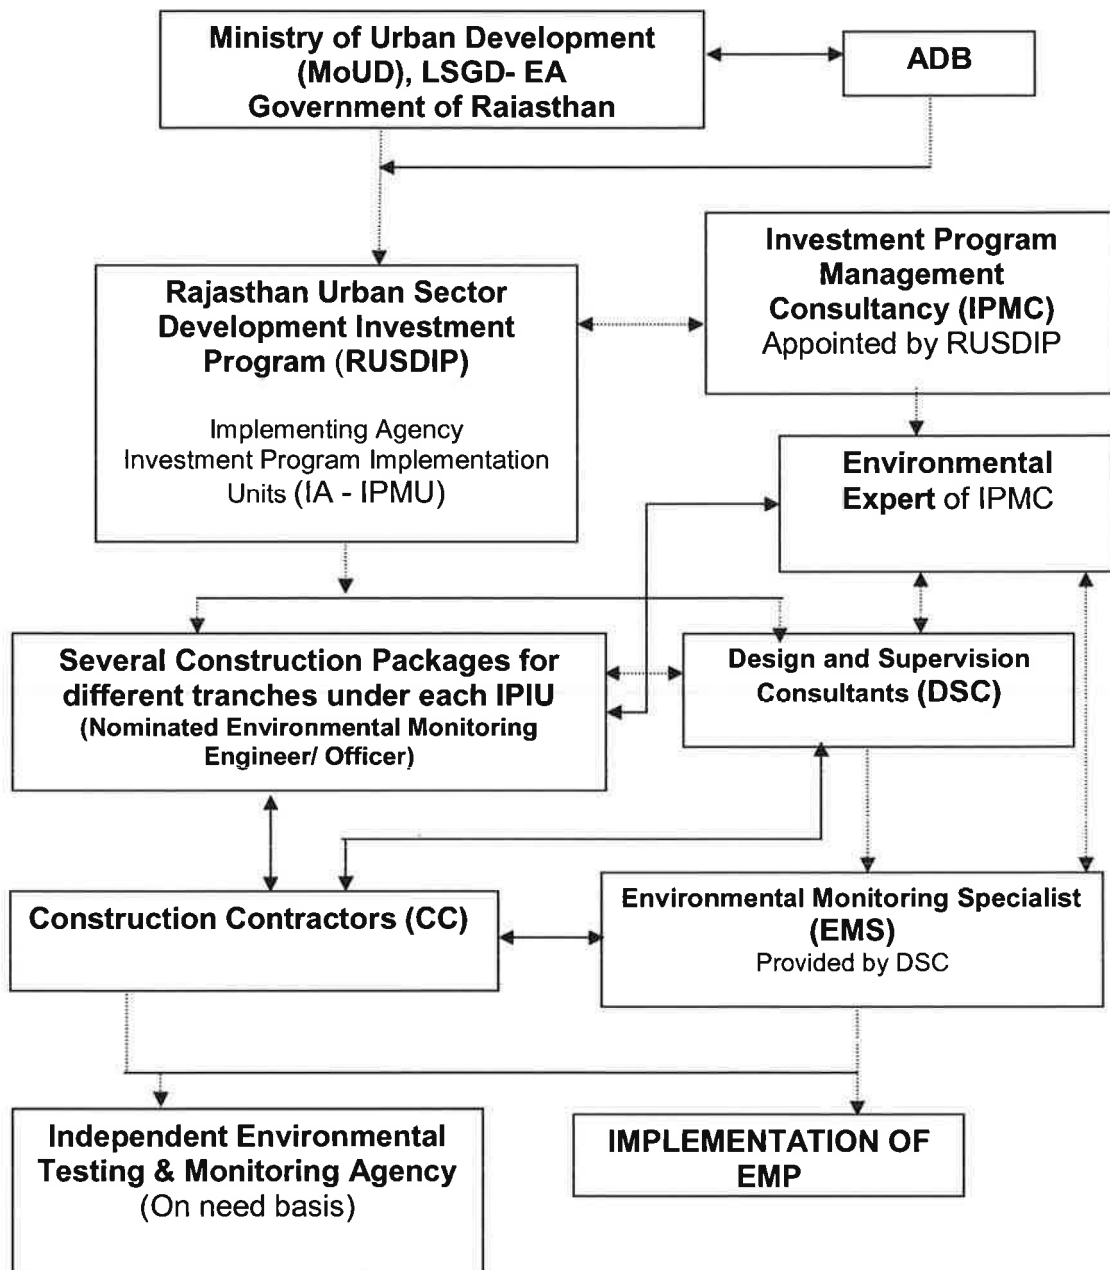 Ministry of Urban Development
(MoUD), LSGD- EA
Government of Raiasthan
ADB
Investment Program
Management
Consultancy (IPMC)
Appointed by RUSDIP
Rajasthan Urban Sector
Development Investment
Program (RUSDIP)
Implementing Agency
Investment Program Implementation
Units (IA - IPMU)
Environmental
Expert of IPMC
Several Construction Packages for
different tranches under each IPIU
(Nominated Environmental Monitoring
Engineer/ Officer)
Design and Supervision
Consultants (DSC)
Construction Contractors (CC)
Environmental Monitoring Specialist
(EMS)
Provided by DSC
Independent Environmental
Testing & Monitoring Agency
(On need basis)
IMPLEMENTATION OF
EMP